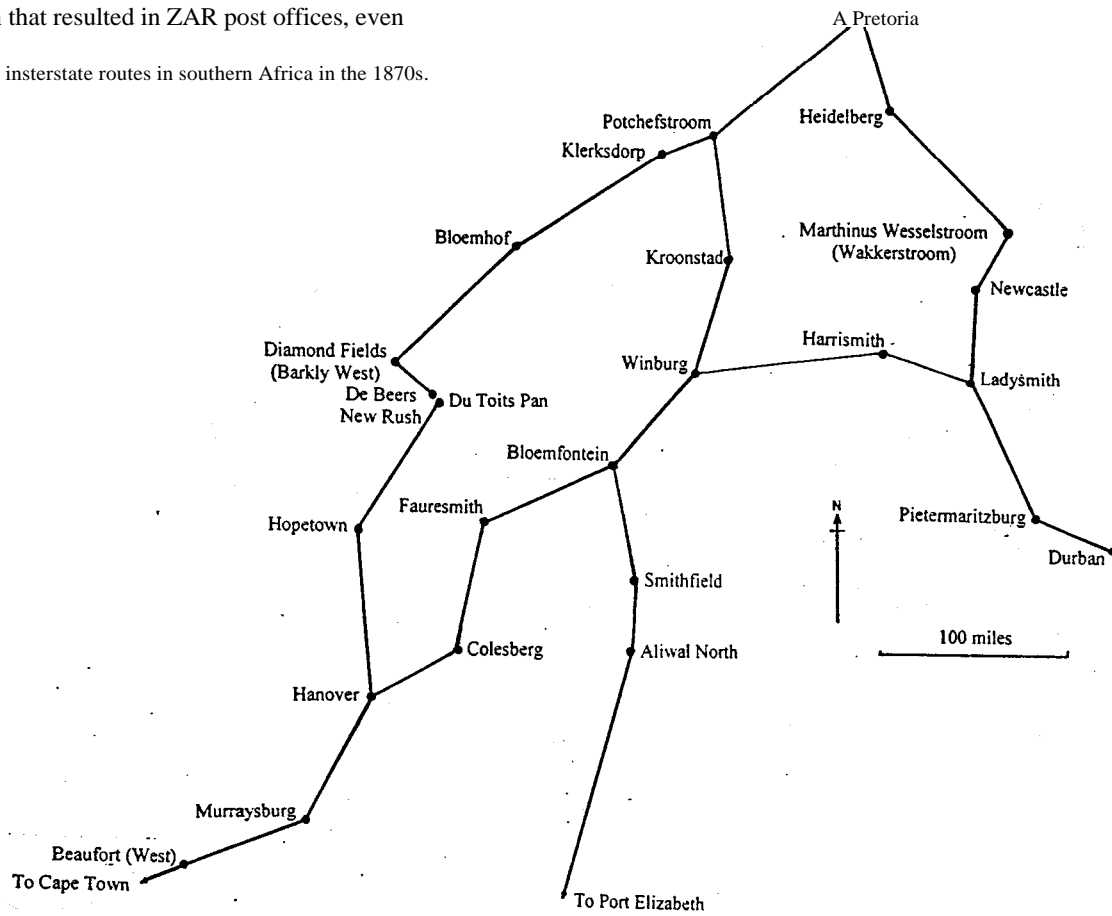 that resulted in ZAR post offices, even
insterstate routes in southern Africa in the 1870s.
A Pretoria
Potchefstroom
Heidelberg
Klerksdorp
Bloemhof
Marthinus Wesselstroom
(Wakkerstroom)
Kroonstad
Newcastle
Harrismith
Diamond Fields
(Barkly West)
Winburg
Ladysmith
De Beers
New Rush
Du Toits Pan
Bloemfontein
Fauresmith
Hopetown
N
Pietermaritzburg
Durban
Smithfield
100 miles
Colesberg
Aliwal North
Hanover
Murraysburg
Beaufort (West)
To Cape Town
To Port Elizabeth